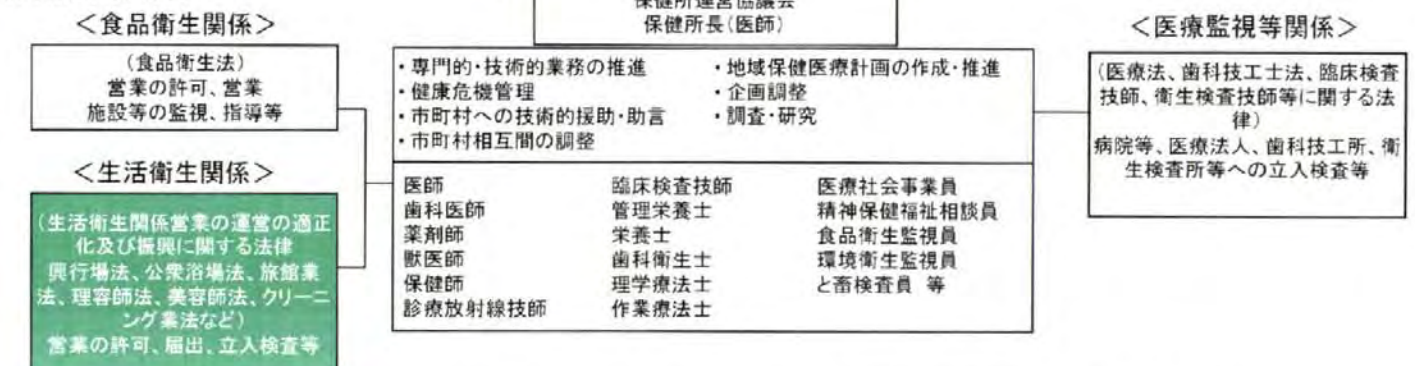 <食品衛生関係>
(食品衛生法)
営業の許可、営業
施設等の監視、指導等
<生活衛生関係>
(生活衛生関係営業の運営の適正
化及び振興に関する法律
興行場法、公衆浴場法、旅館業
法、理容師法、美容師法、クリーニ
ング業法など)
営業の許可、届出、立入検査等
保健所運営協議会
保健所長(医師)
・専門的・技術的業務の推進
・健康危機管理
・市町村への技術的援助・助言
・市町村相互間の調整
・地域保健医療計画の作成・推進
・企画調整
・調査・研究
医師
歯科医師
薬剤師
獣医師
保健師
診療放射線技師
臨床検査技師
管理栄養士
栄養士
歯科衛生士
理学療法士
作業療法士
医療社会事業員
精神保健福祉相談員
食品衛生監視員
環境衛生監視員
と畜検査員 等
<医療監視等関係>
(医療法、歯科技工士法、臨床検査
技師、衛生検査技師等に関する法
律)
病院等、医療法人、歯科技工所、衛
生検査所等への立入検査等